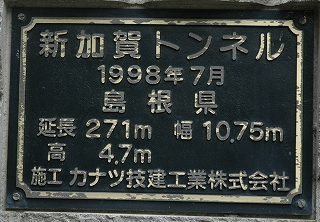 新加賀トンネル
1998年7月
島根県
延長 271m 幅 10.75m
高 4.7m
施工 カナツ技建工業株式会社